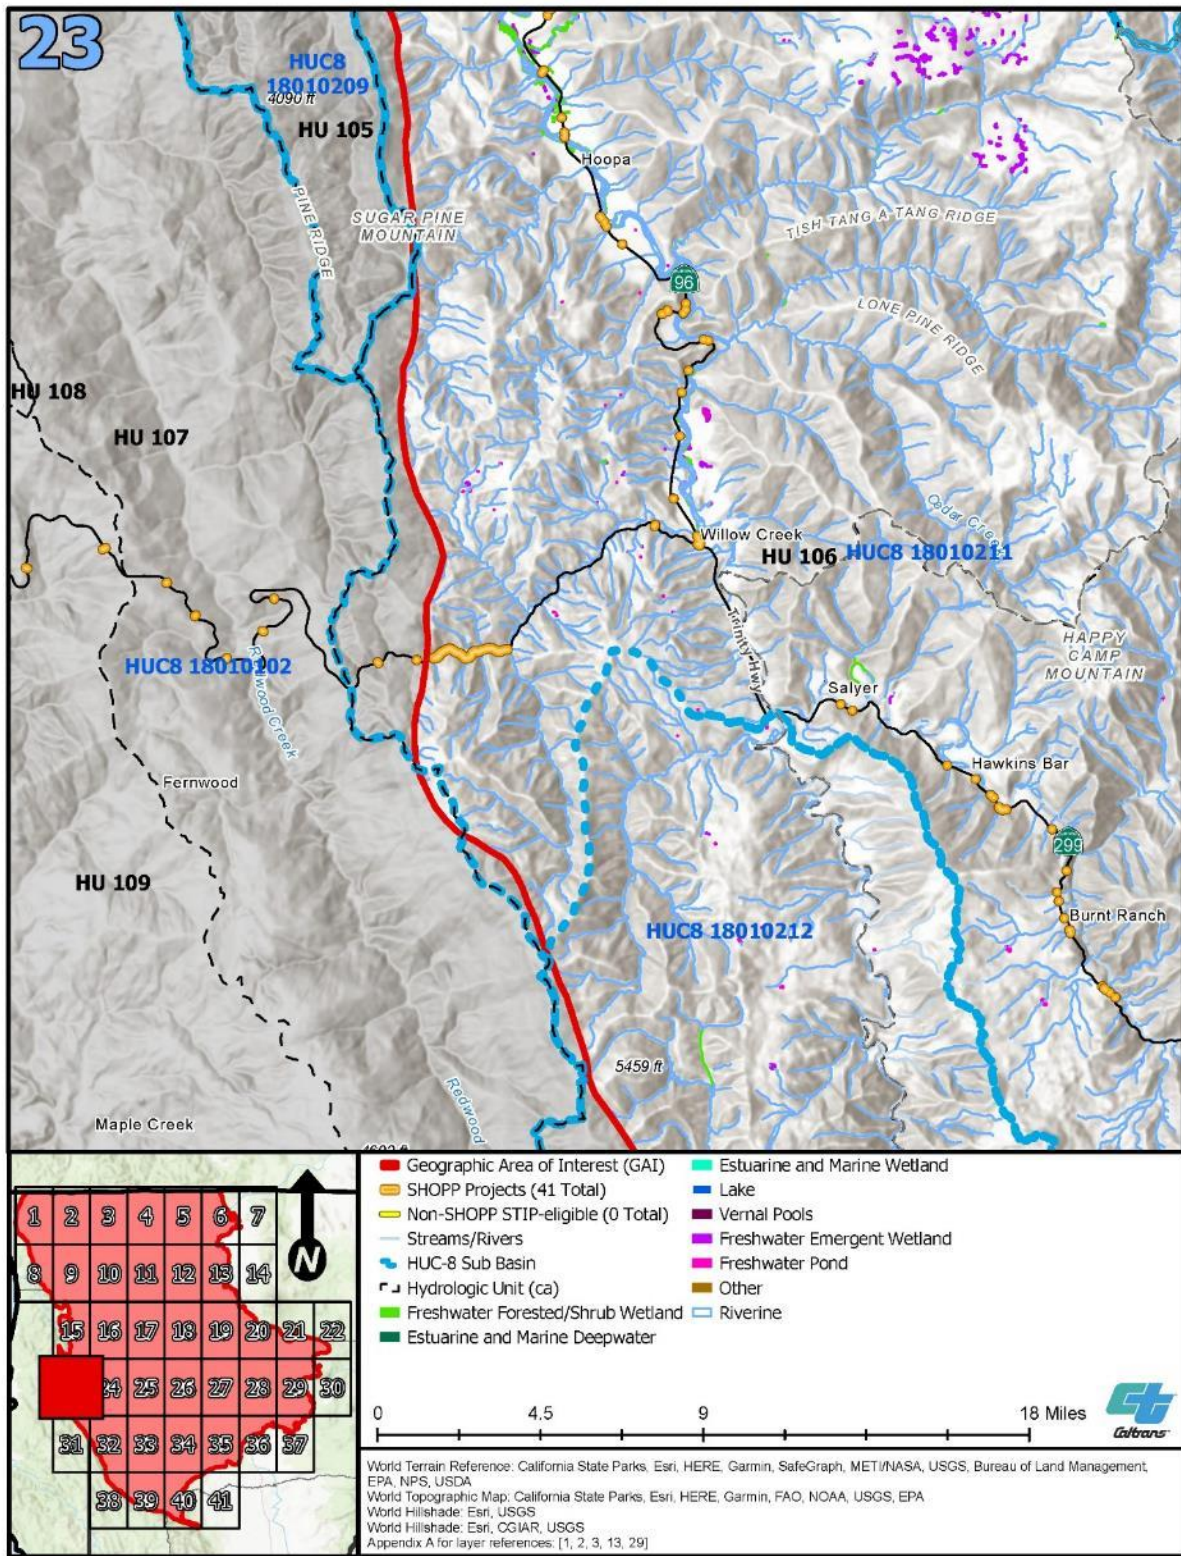 23
HUC8
18010209
4090 ft
HU 105
Hoopa
PINE RIDGE
SUGAR PINE
MOUNTAIN
TISH TANG A TANG RIDGE
96
LONE PINE RIDGE
HU 108
HU 107
Cedar Creek
Willow Creek
HU 106
HUC8 18010211
Trinity Hwy
HAPPY
CAMP
MOUNTAIN
HUC8 18010102
Redwood Creek
Salyer
Hawkins Bar
Fernwood
299
HU 109
Burnt Ranch
HUC8 18010212
5459 ft
Redwood
Maple Creek
Geographic Area of Interest (GAI)
SHOPP Projects (41 Total)
Non-SHOPP STIP-eligible (0 Total)
Streams/Rivers
HUC-8 Sub Basin
Hydrologic Unit (ca)
Freshwater Forested/Shrub Wetland
Estuarine and Marine Deepwater
Estuarine and Marine Wetland
Lake
Vernal Pools
Freshwater Emergent Wetland
Freshwater Pond
Other
Riverine
1 2 3 4 5 6 7
8 9 10 11 12 13 14
15 16 17 18 19 20 21 22
24 25 26 27 28 29 30
31 32 33 34 35 36 37
38 39 40 41
N
0 4.5 9 18 Miles
Caltrans
World Terrain Reference: California State Parks, Esri, HERE, Garmin, SafeGraph, METI/NASA, USGS, Bureau of Land Management,
EPA, NPS, USDA
World Topographic Map: California State Parks, Esri, HERE, Garmin, FAO, NOAA, USGS, EPA
World Hillshade: Esri, USGS
World Hillshade: Esri, CGIAR, USGS
Appendix A for layer references: [1, 2, 3, 13, 29]